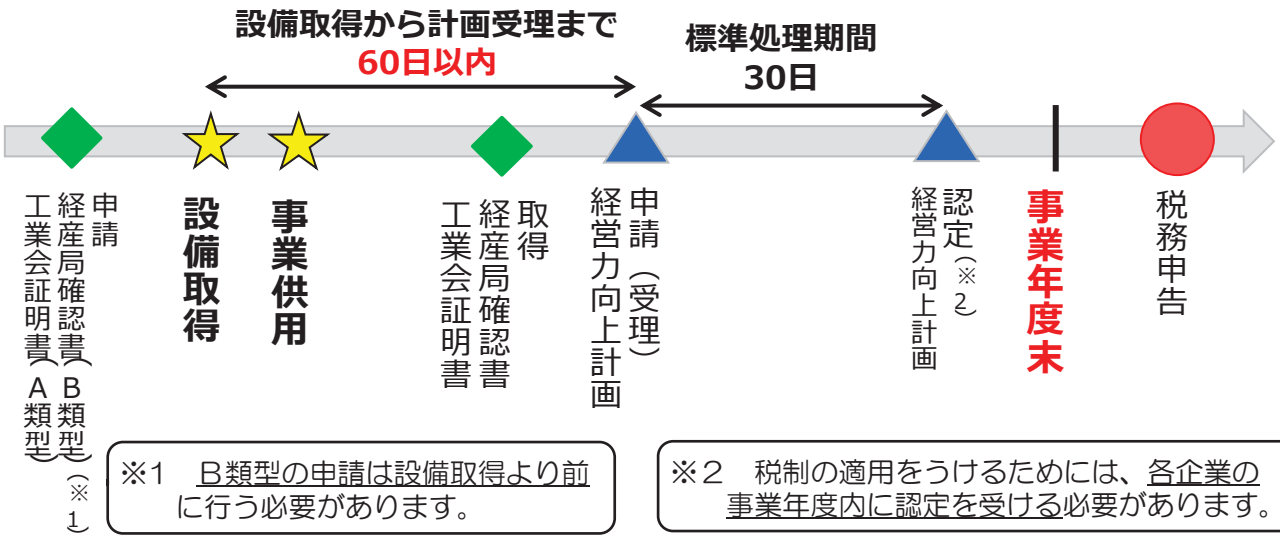 設備取得から計画受理まで
60日以内
標準処理期間
30日
工業会証明書(A類型)
経産局確認書(B類型)(※1)
申請
設備取得
事業供用
工業会証明書
経産局確認書
取得
経営力向上計画
申請(受理)
経営力向上計画
認定(※2)
事業年度末
税務申告
※1 B類型の申請は設備取得より前
に行う必要があります。
※2 税制の適用をうけるためには、各企業の
事業年度内に認定を受ける必要があります。